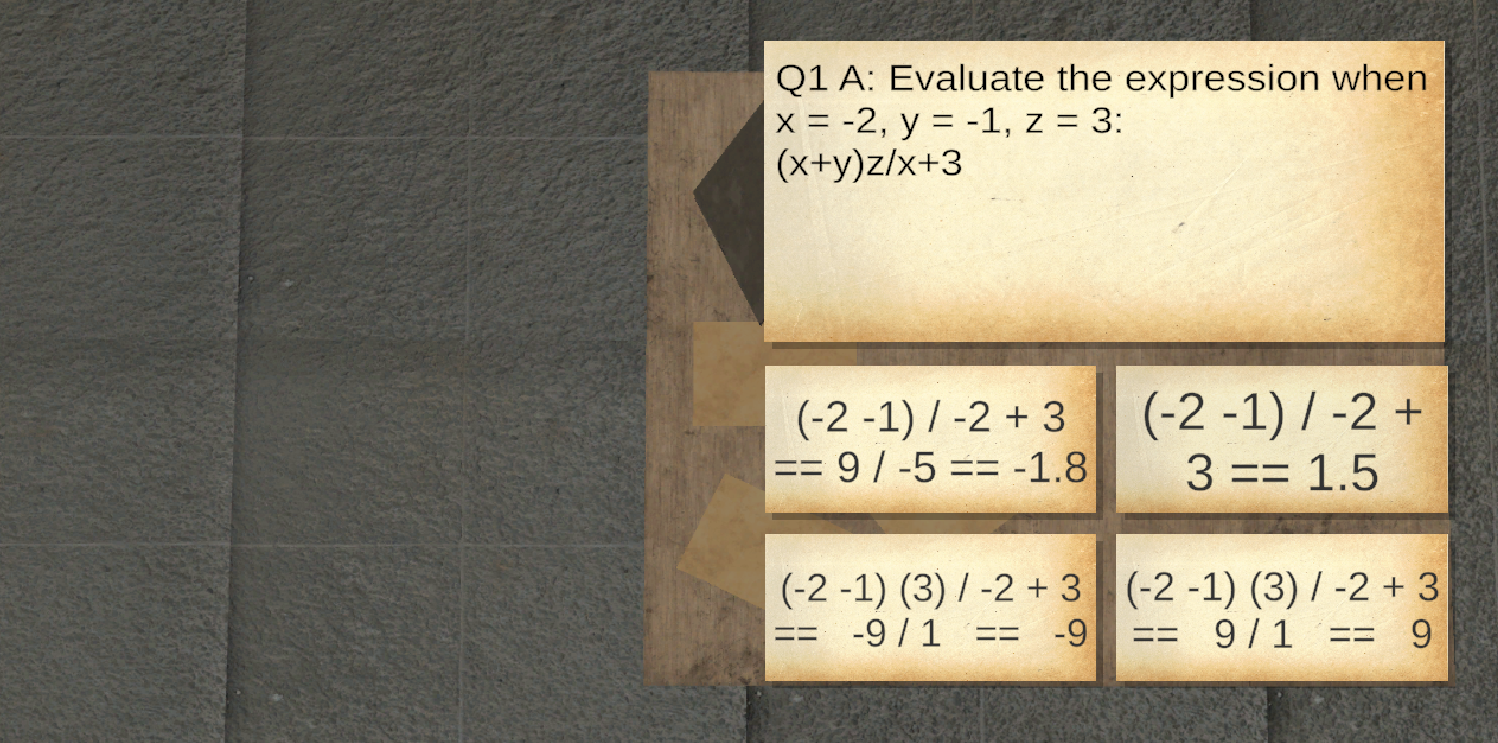 Q1 A: Evaluate the expression when
x = -2, y = -1, z = 3:
(x+y)z/x+3
(-2 -1) / -2 + 3
== 9 / -5 == -1.8
(-2 -1) / -2 +
3 == 1.5
(-2 -1) (3) / -2 + 3
== -9 / 1 == -9
(-2 -1) (3) / -2 + 3
== 9 / 1 == 9